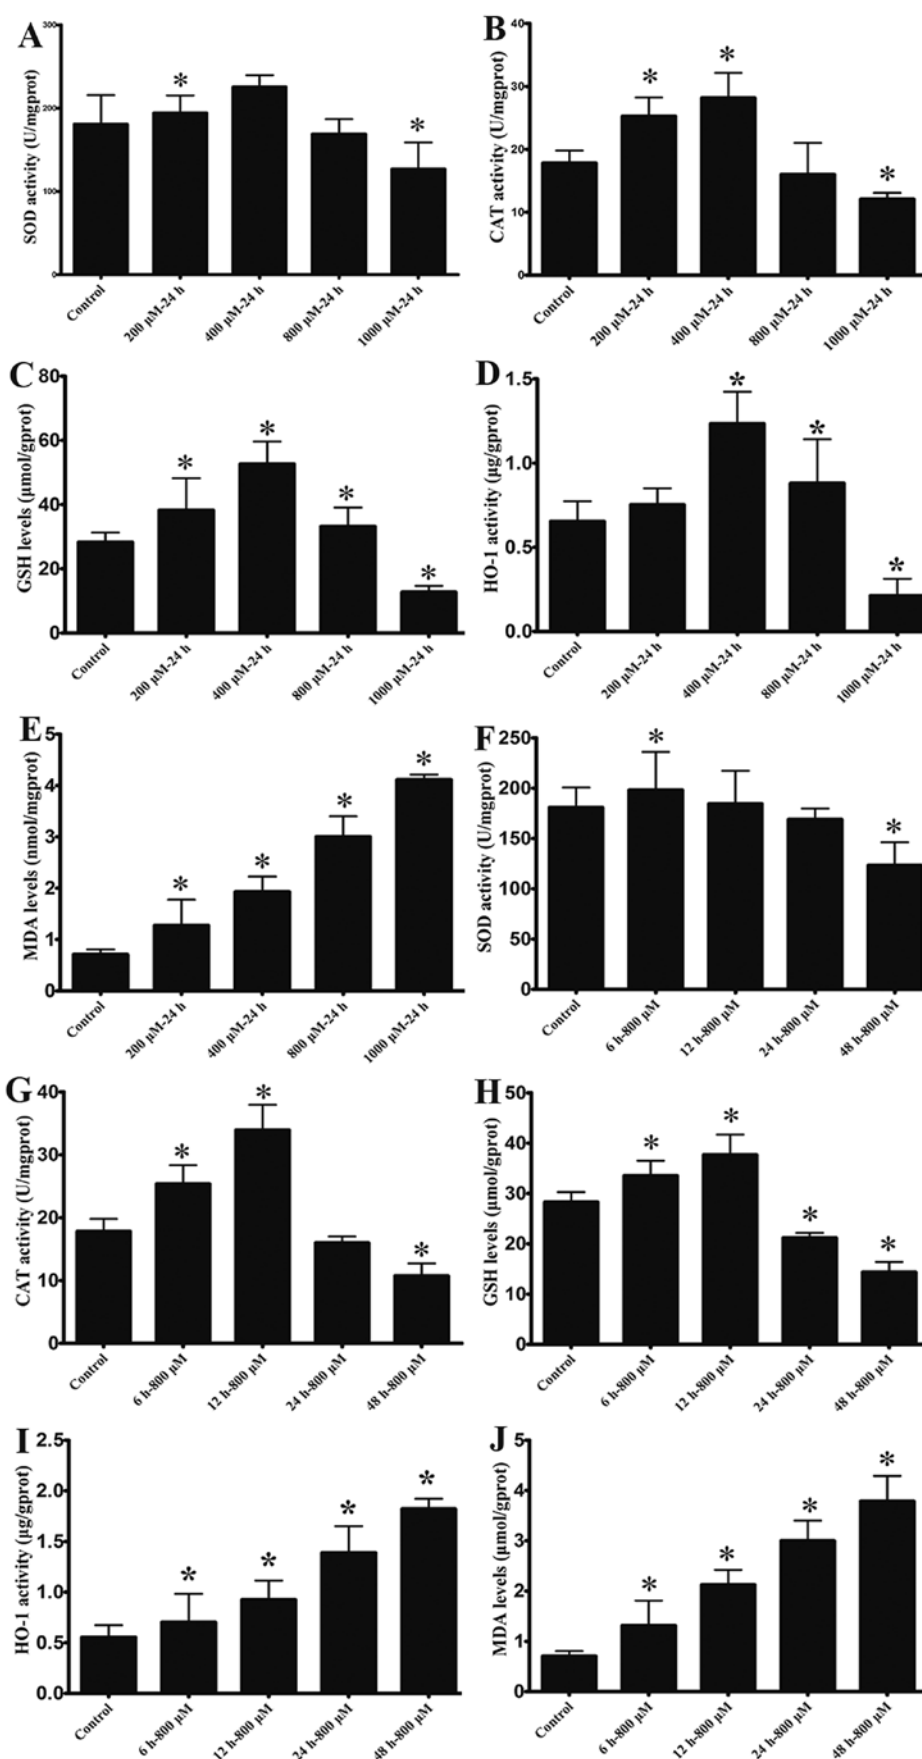 A
SOD activity (U/mgprot)
300
200
100
0
*
*
Control
200 μM-24 h
400 μM-24 h
800 μM-24 h
1000 μM-24 h
B
CAT activity (U/mgprot)
40
30
20
10
0
*
*
*
Control
200 μM-24 h
400 μM-24 h
800 μM-24 h
1000 μM-24 h
C
GSH levels (μmol/gprot)
80
60
40
20
0
*
*
*
*
Control
200 μM-24 h
400 μM-24 h
800 μM-24 h
1000 μM-24 h
D
HO-1 activity (μg/gprot)
1.5
1.0
0.5
0.0
*
*
*
Control
200 μM-24 h
400 μM-24 h
800 μM-24 h
1000 μM-24 h
E
MDA levels (nmol/mgprot)
5
4
3
2
1
0
*
*
*
*
Control
200 μM-24 h
400 μM-24 h
800 μM-24 h
1000 μM-24 h
F
SOD activity (U/mgprot)
250
200
150
100
50
0
*
*
Control
6 h-800 μM
12 h-800 μM
24 h-800 μM
48 h-800 μM
G
CAT activity (U/mgprot)
40
30
20
10
0
*
*
*
Control
6 h-800 μM
12 h-800 μM
24 h-800 μM
48 h-800 μM
H
GSH levels (μmol/gprot)
50
40
30
20
10
0
*
*
*
*
Control
6 h-800 μM
12 h-800 μM
24 h-800 μM
48 h-800 μM
I
HO-1 activity (μg/gprot)
2.5
2.0
1.5
1.0
0.5
0.0
*
*
*
*
Control
6 h-800 μM
12 h-800 μM
24 h-800 μM
48 h-800 μM
J
MDA levels (μmol/gprot)
5
4
3
2
1
0
*
*
*
*
Control
6 h-800 μM
12 h-800 μM
24 h-800 μM
48 h-800 μM